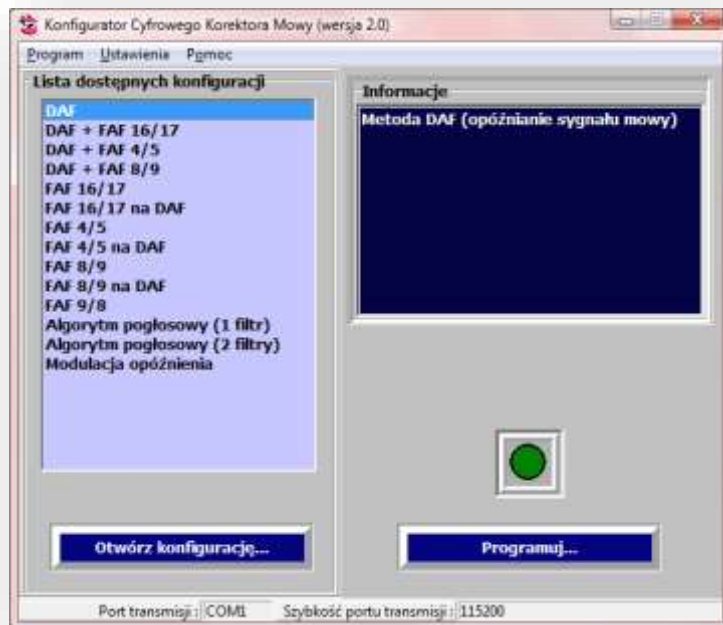 Konfigurator Cyfrowego Korektora Mowy (wersja 2.0)
Program Ustawienia Pomoc
Lista dostępnych konfiguracji
DAF
DAF + FAF 16/17
DAF + FAF 4/5
DAF + FAF 8/9
FAF 16/17
FAF 16/17 na DAF
FAF 4/5
FAF 4/5 na DAF
FAF 8/9
FAF 8/9 na DAF
FAF 9/8
Algorytm pogłosowy (1 filtr)
Algorytm pogłosowy (2 filtry)
Modulacja opóźnienia
Otwórz konfigurację...
Informacje
Metoda DAF (opóźnianie sygnału mowy)
Programuj...
Port transmisji : COM1 Szybkość portu transmisji : 115200